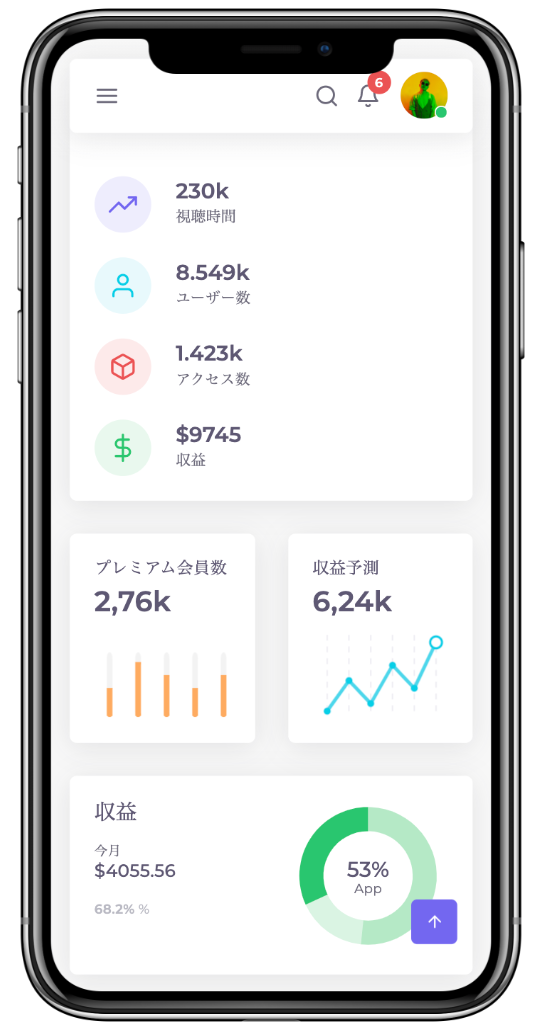 6
230k
視聴時間
8.549k
ユーザー数
1.423k
アクセス数
$9745
収益
プレミアム会員数
2,76k
収益予測
6,24k
収益
今月
$4055.56
68.2% %
53%
App